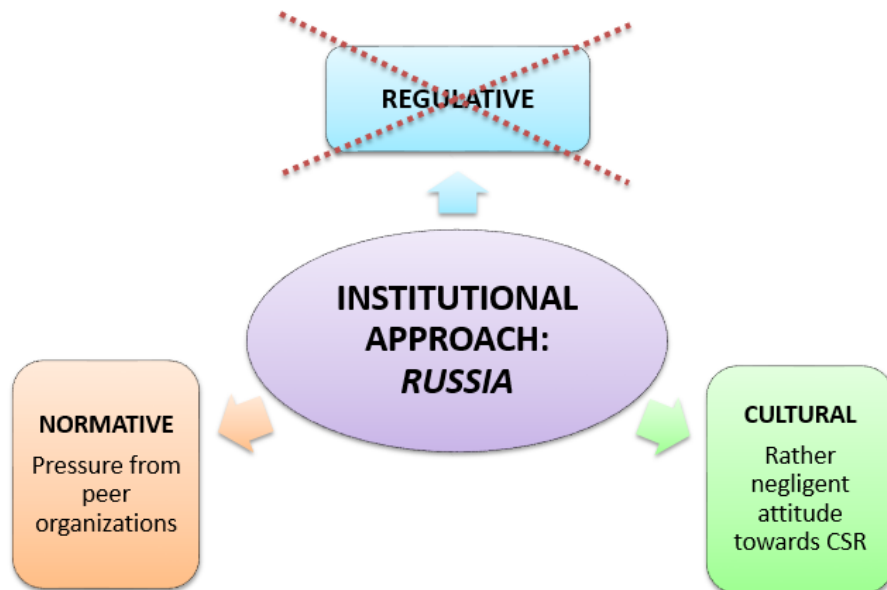 REGULATIVE
INSTITUTIONAL
APPROACH:
RUSSIA
NORMATIVE
Pressure from
peer
organizations
CULTURAL
Rather
negligent
attitude
towards CSR